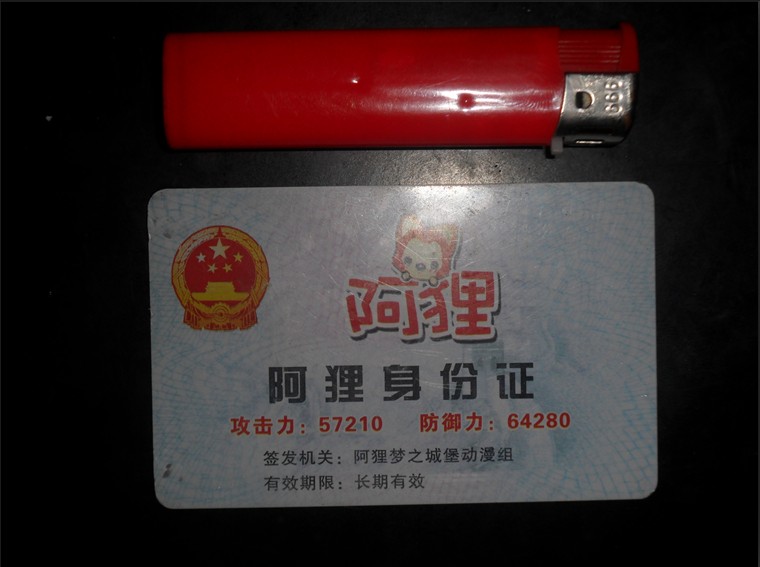 999
阿狸
阿狸身份证
攻击力：57210 防御力：64280
签发机关：阿狸梦之城堡动漫组
有效期限：长期有效